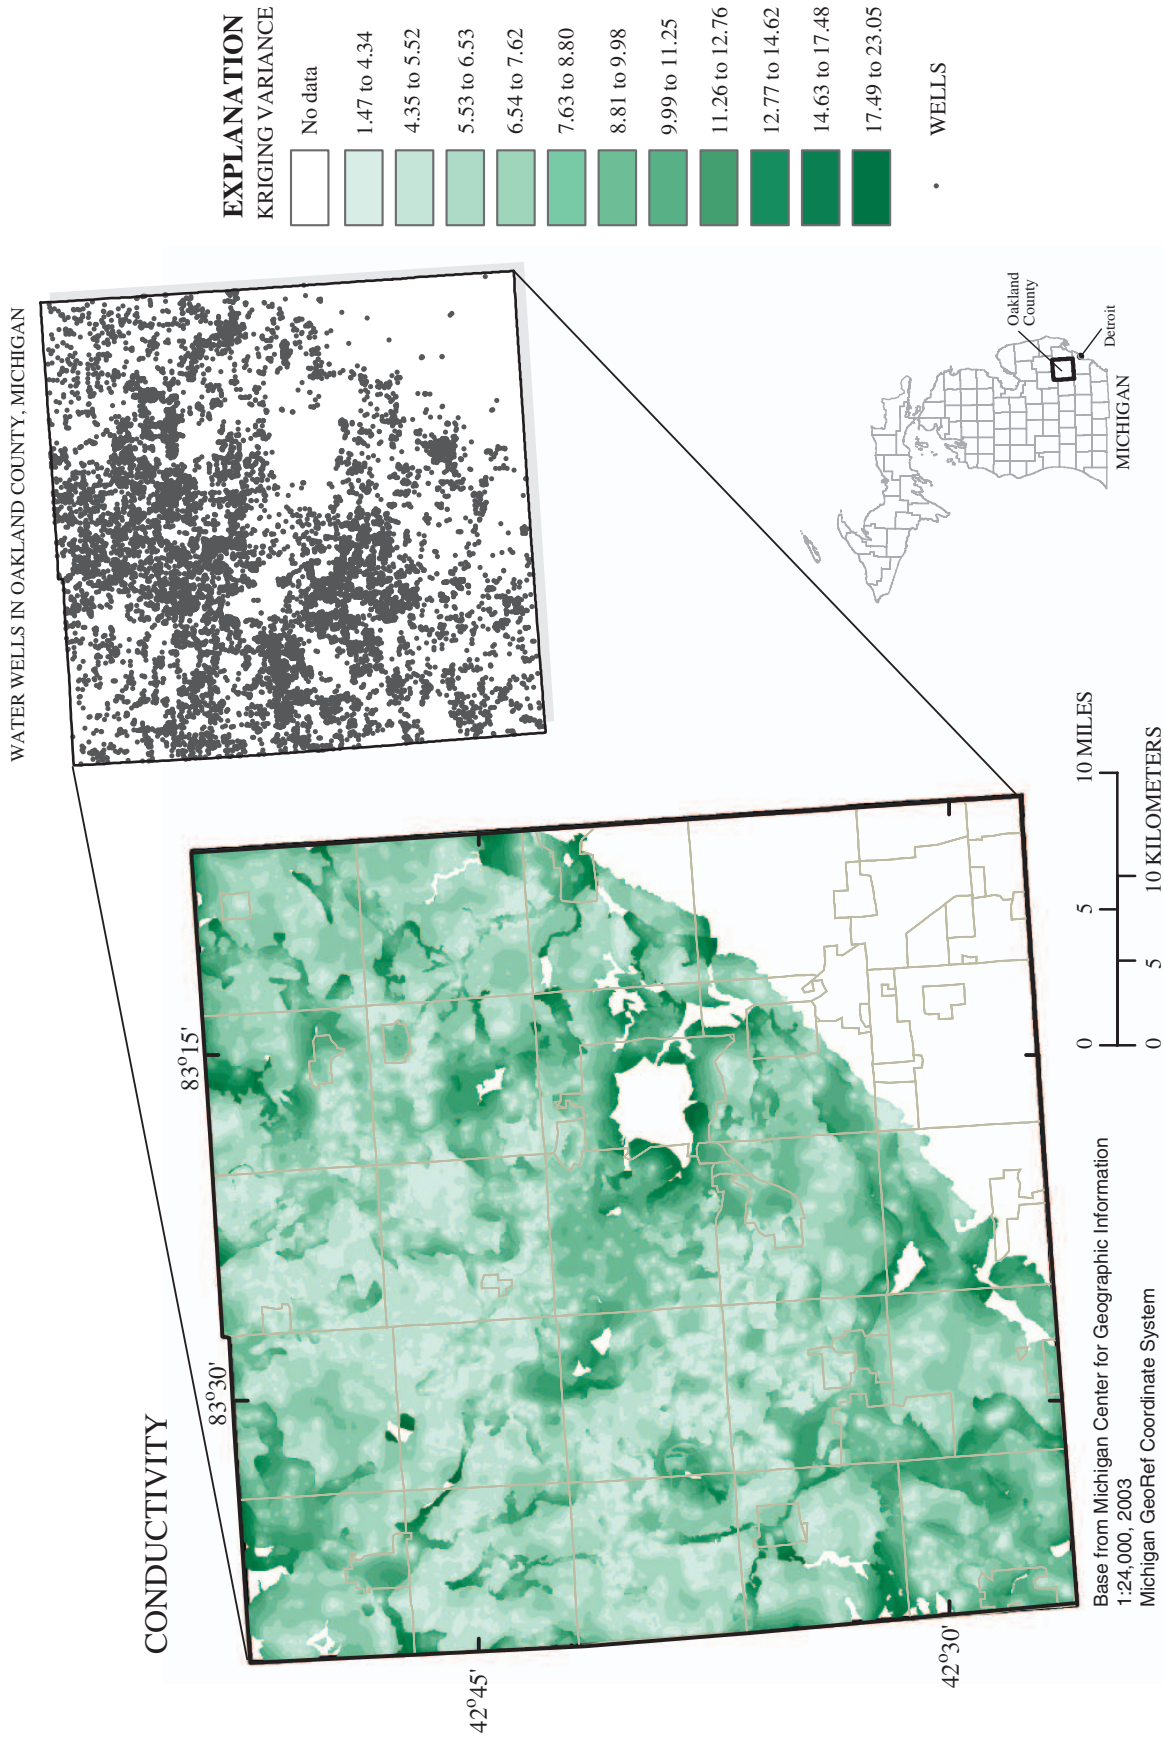 CONDUCTIVITY
WATER WELLS IN OAKLAND COUNTY, MICHIGAN
EXPLANATION
KRIGING VARIANCE
No data
1.47 to 4.34
4.35 to 5.52
5.53 to 6.53
6.54 to 7.62
7.63 to 8.80
8.81 to 9.98
9.99 to 11.25
11.26 to 12.76
12.77 to 14.62
14.63 to 17.48
17.49 to 23.05
WELLS
83°30'
83°15'
42°45'
42°30'
Oakland
County
Detroit
MICHIGAN
0 5 10 MILES
0 5 10 KILOMETERS
Base from Michigan Center for Geographic Information
1:24,000, 2003
Michigan GeoRef Coordinate System